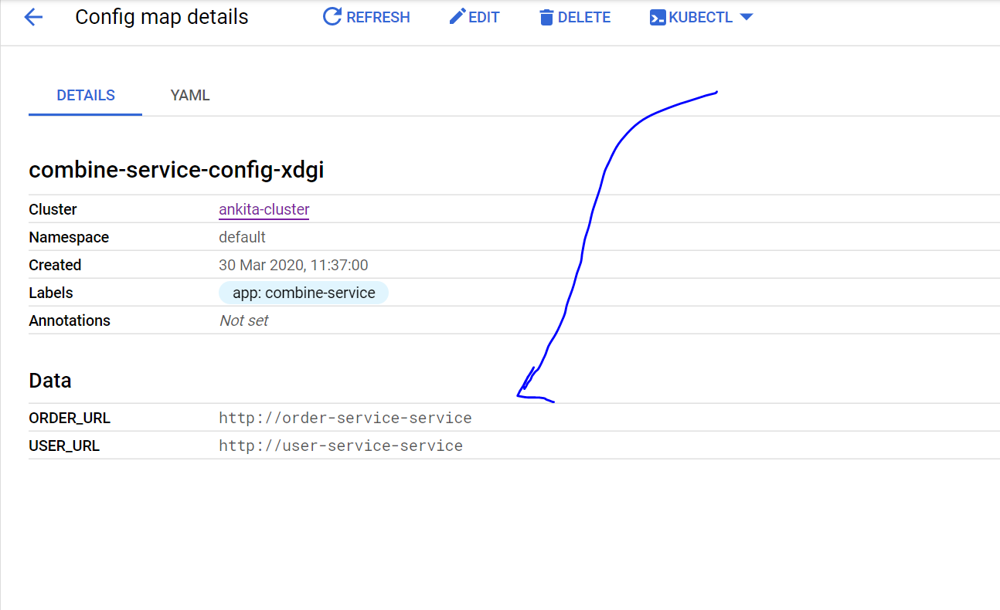 Config map details REFRESH EDIT DELETE KUBECTL
DETAILS YAML
combine-service-config-xdgi
Cluster ankita-cluster
Namespace default
Created 30 Mar 2020, 11:37:00
Labels app: combine-service
Annotations Not set
Data
ORDER_URL http://order-service-service
USER_URL http://user-service-service